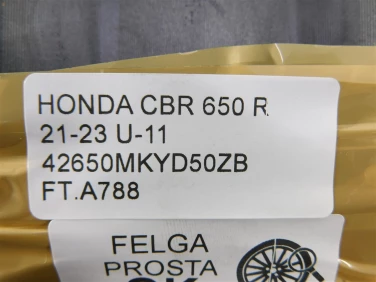 HONDA CBR 650 R
21-23 U-11
42650MKYD50ZB
FT.A788
FELGA
PROSTA